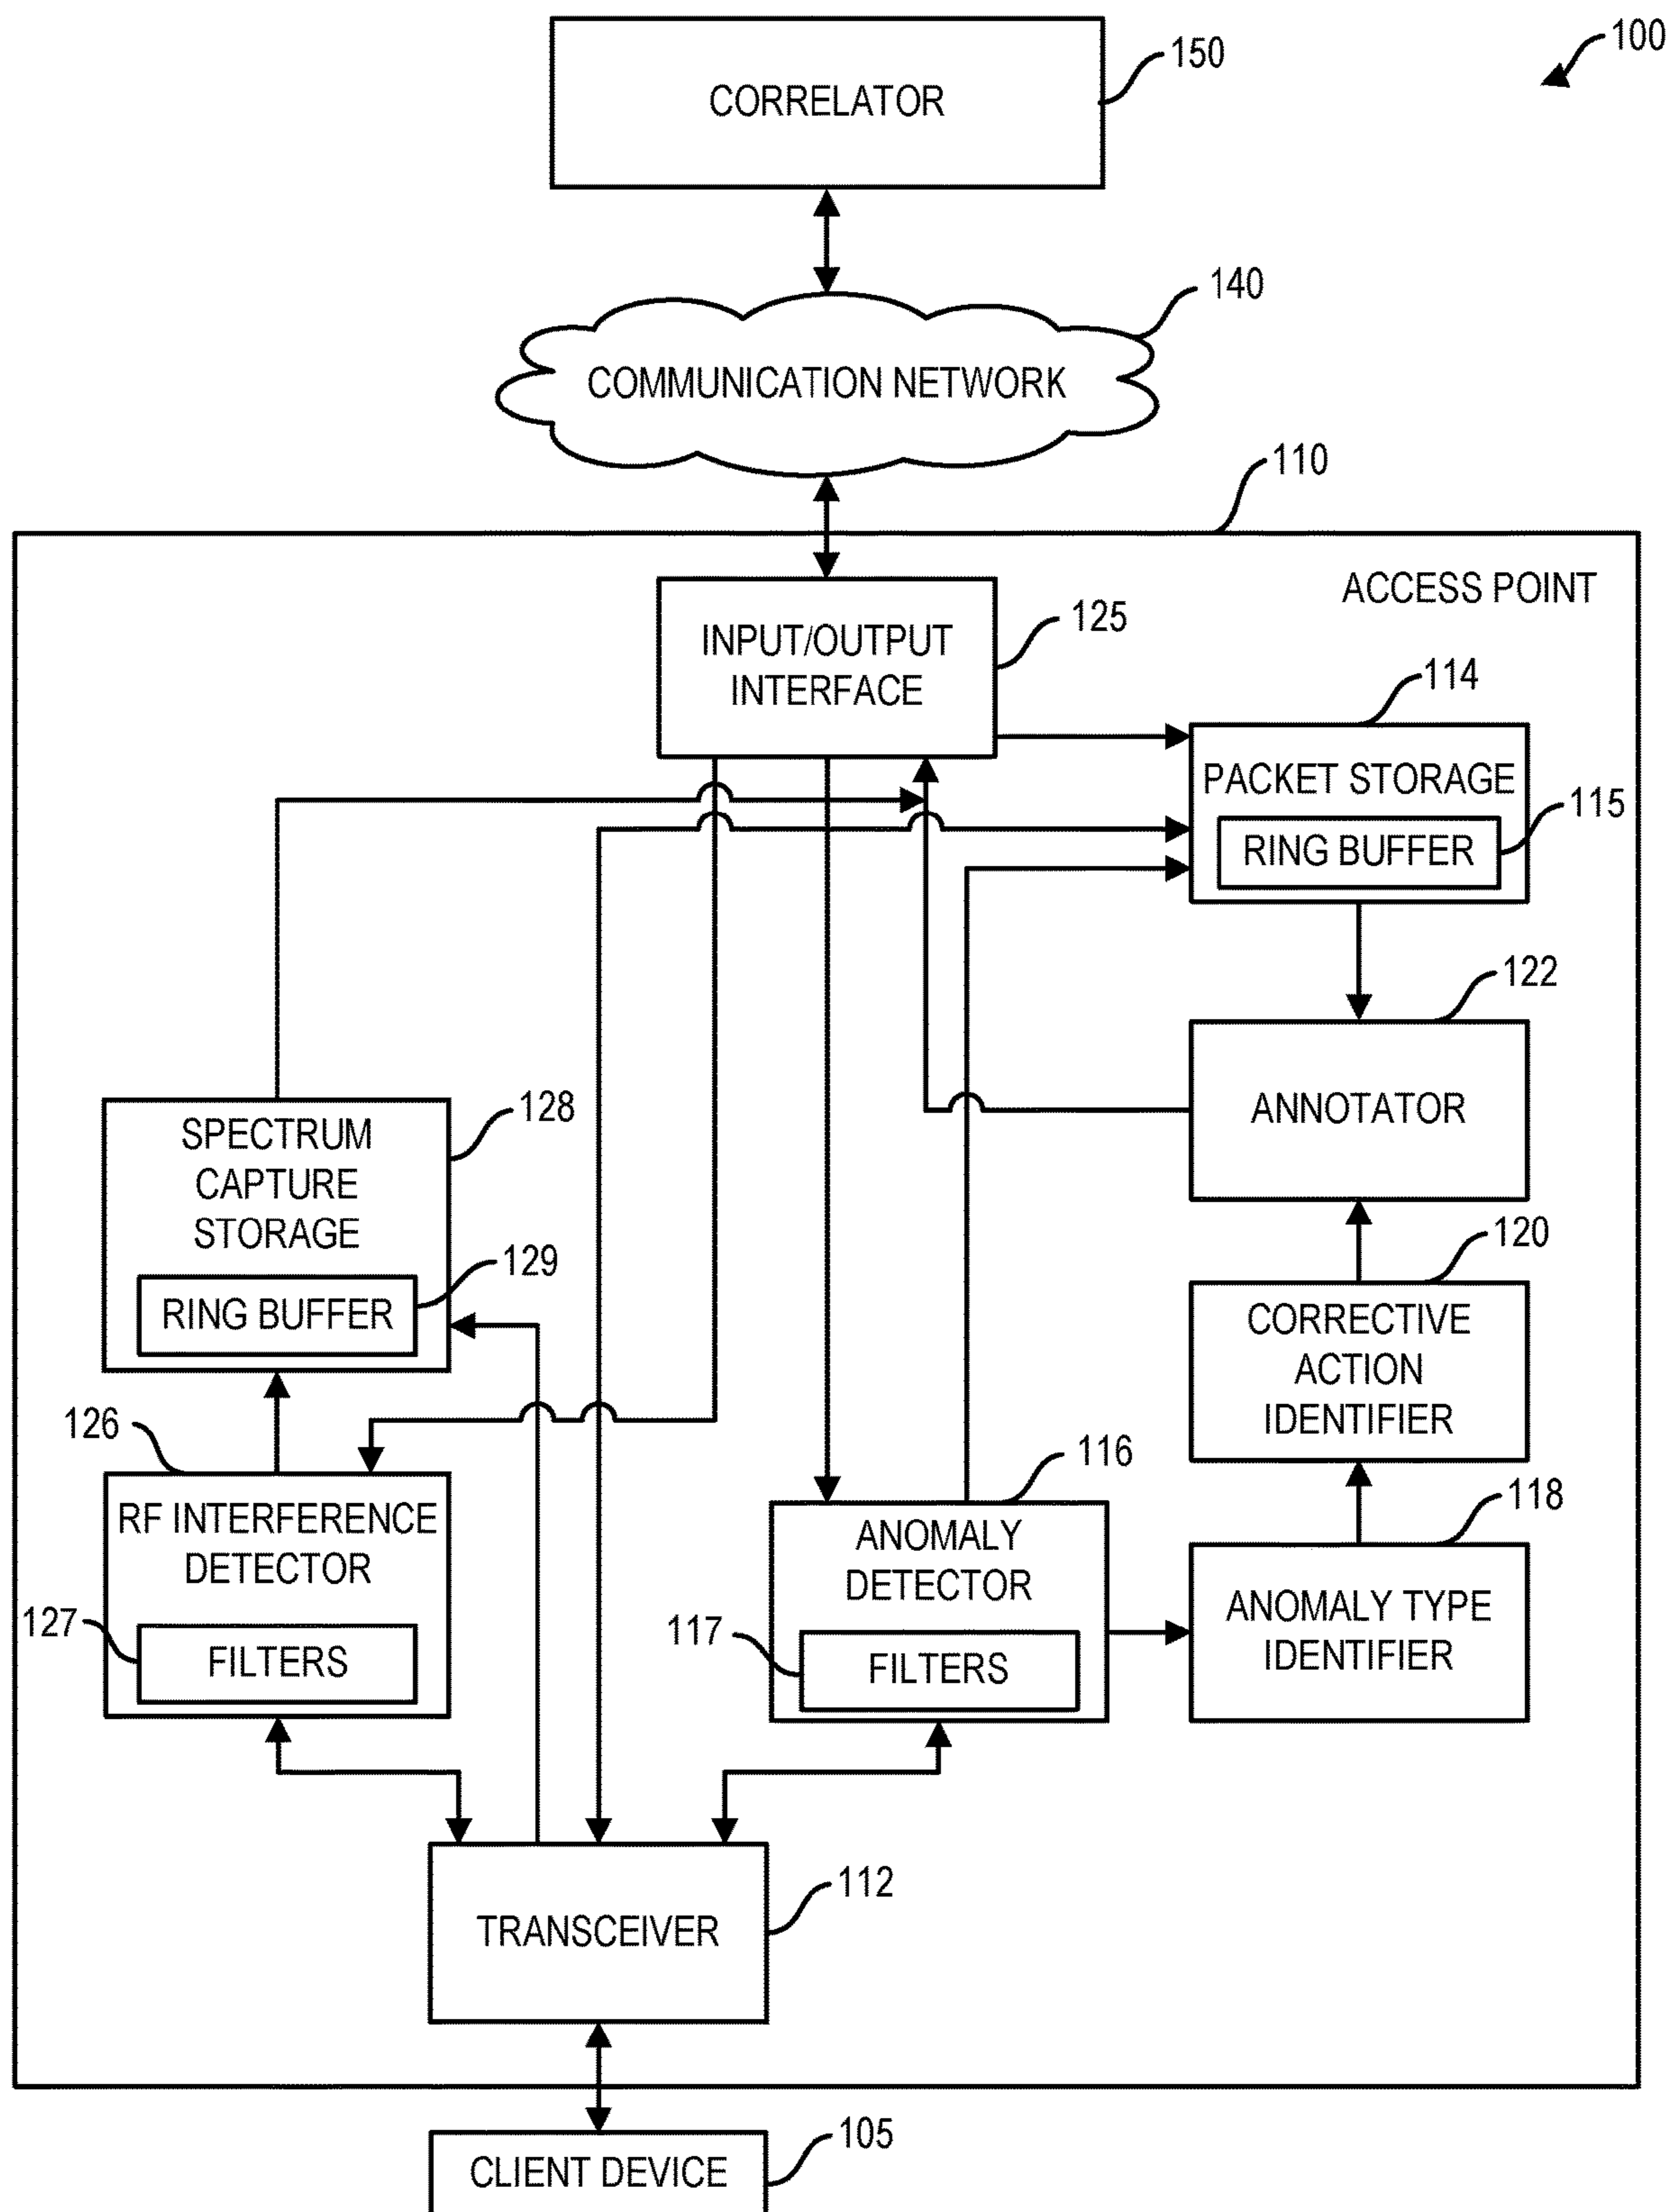 100
CORRELATOR
150
COMMUNICATION NETWORK
140
110
ACCESS POINT
INPUT/OUTPUT
INTERFACE
125
114
PACKET STORAGE
RING BUFFER
115
122
ANNOTATOR
SPECTRUM
CAPTURE
STORAGE
128
RING BUFFER
129
120
CORRECTIVE
ACTION
IDENTIFIER
126
RF INTERFERENCE
DETECTOR
127
FILTERS
116
ANOMALY
DETECTOR
117
FILTERS
118
ANOMALY TYPE
IDENTIFIER
TRANSCEIVER
112
CLIENT DEVICE
105